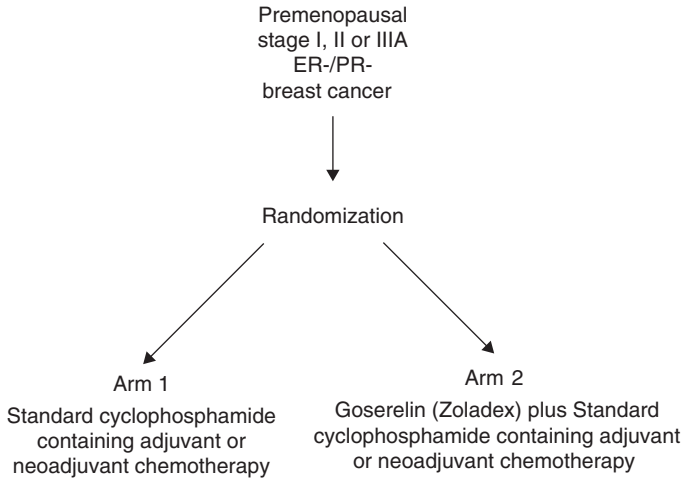 Premenopausal
stage I, II or IIIA
ER-/PR-
breast cancer
Randomization
Arm 1
Standard cyclophosphamide
containing adjuvant or
neoadjuvant chemotherapy
Arm 2
Goserelin (Zoladex) plus Standard
cyclophosphamide containing adjuvant
or neoadjuvant chemotherapy